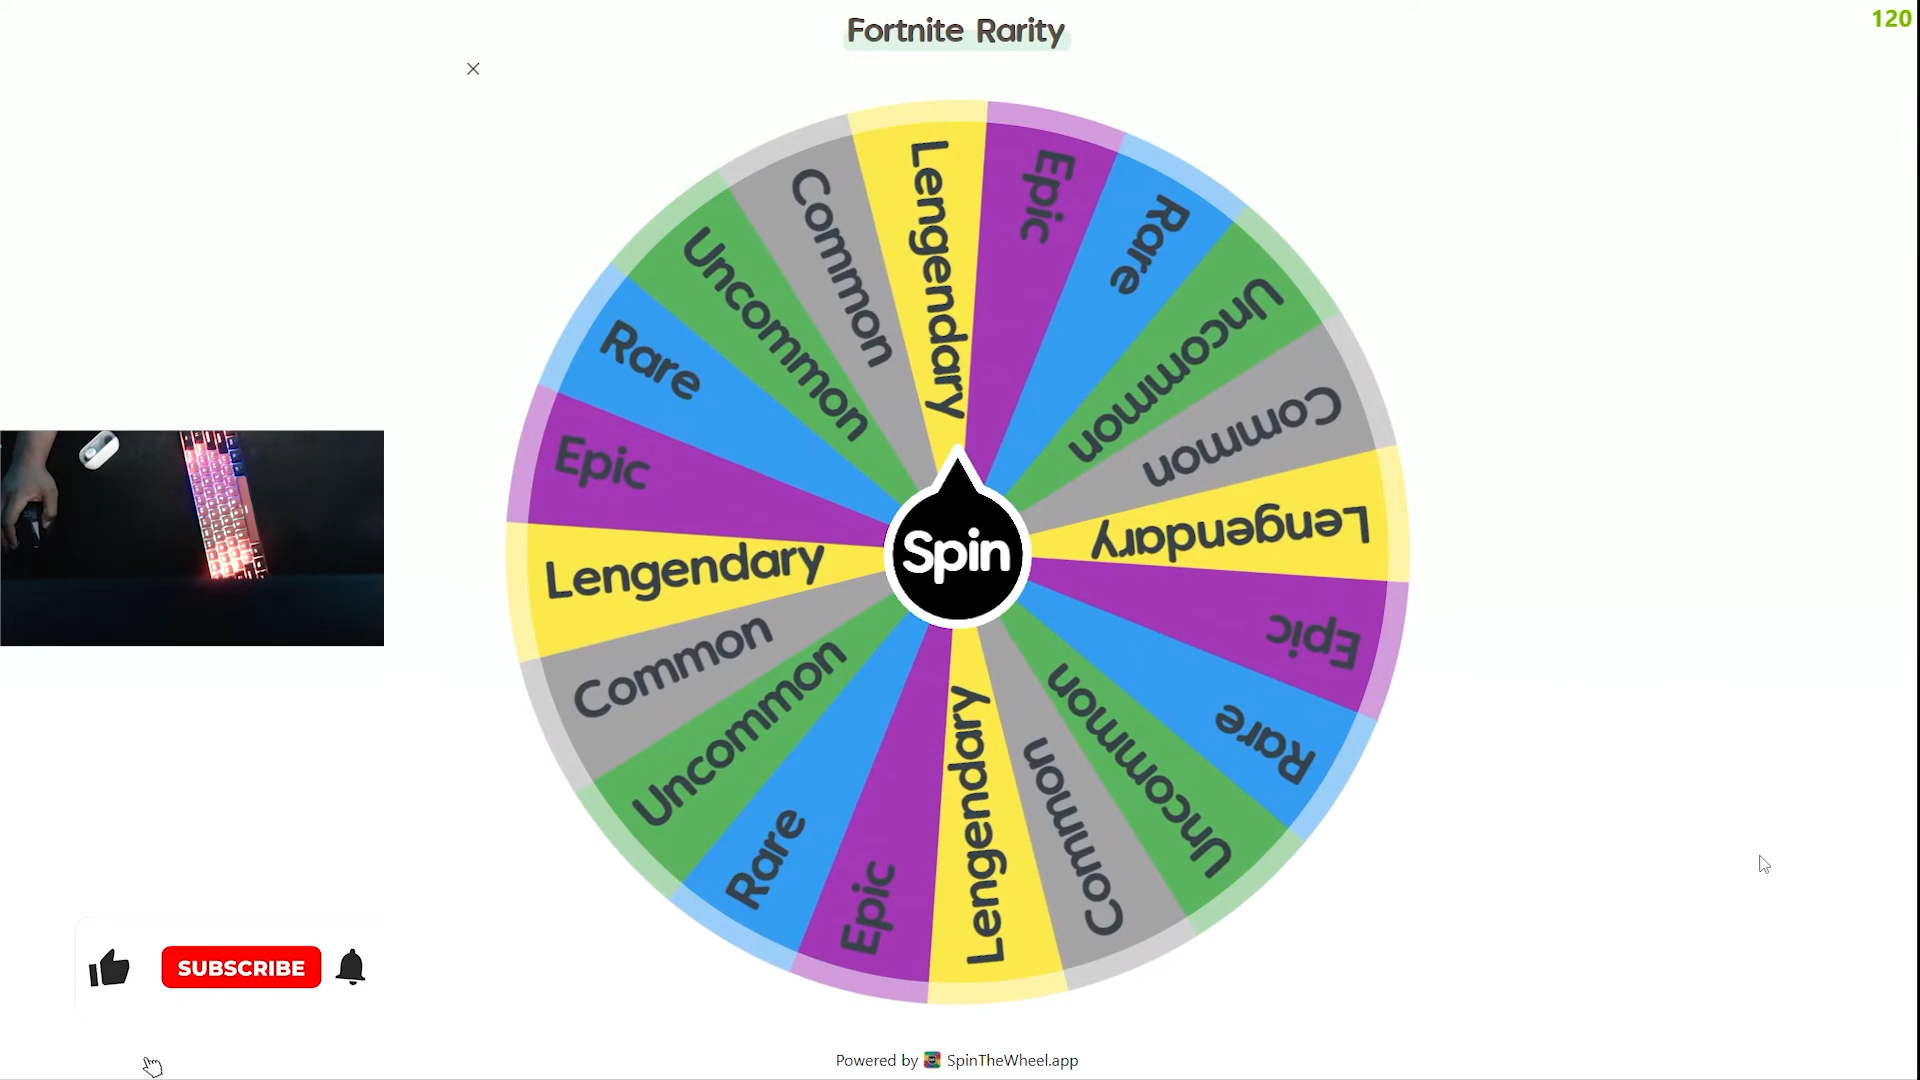 Fortnite Rarity
120
Lengendary
Epic
Rare
Uncommon
Common
Lengendary
Epic
Rare
Uncommon
Common
Lengendary
Epic
Rare
Uncommon
Common
Lengendary
Epic
Rare
Uncommon
Common
Spin
SUBSCRIBE
Powered by SpinTheWheel.app